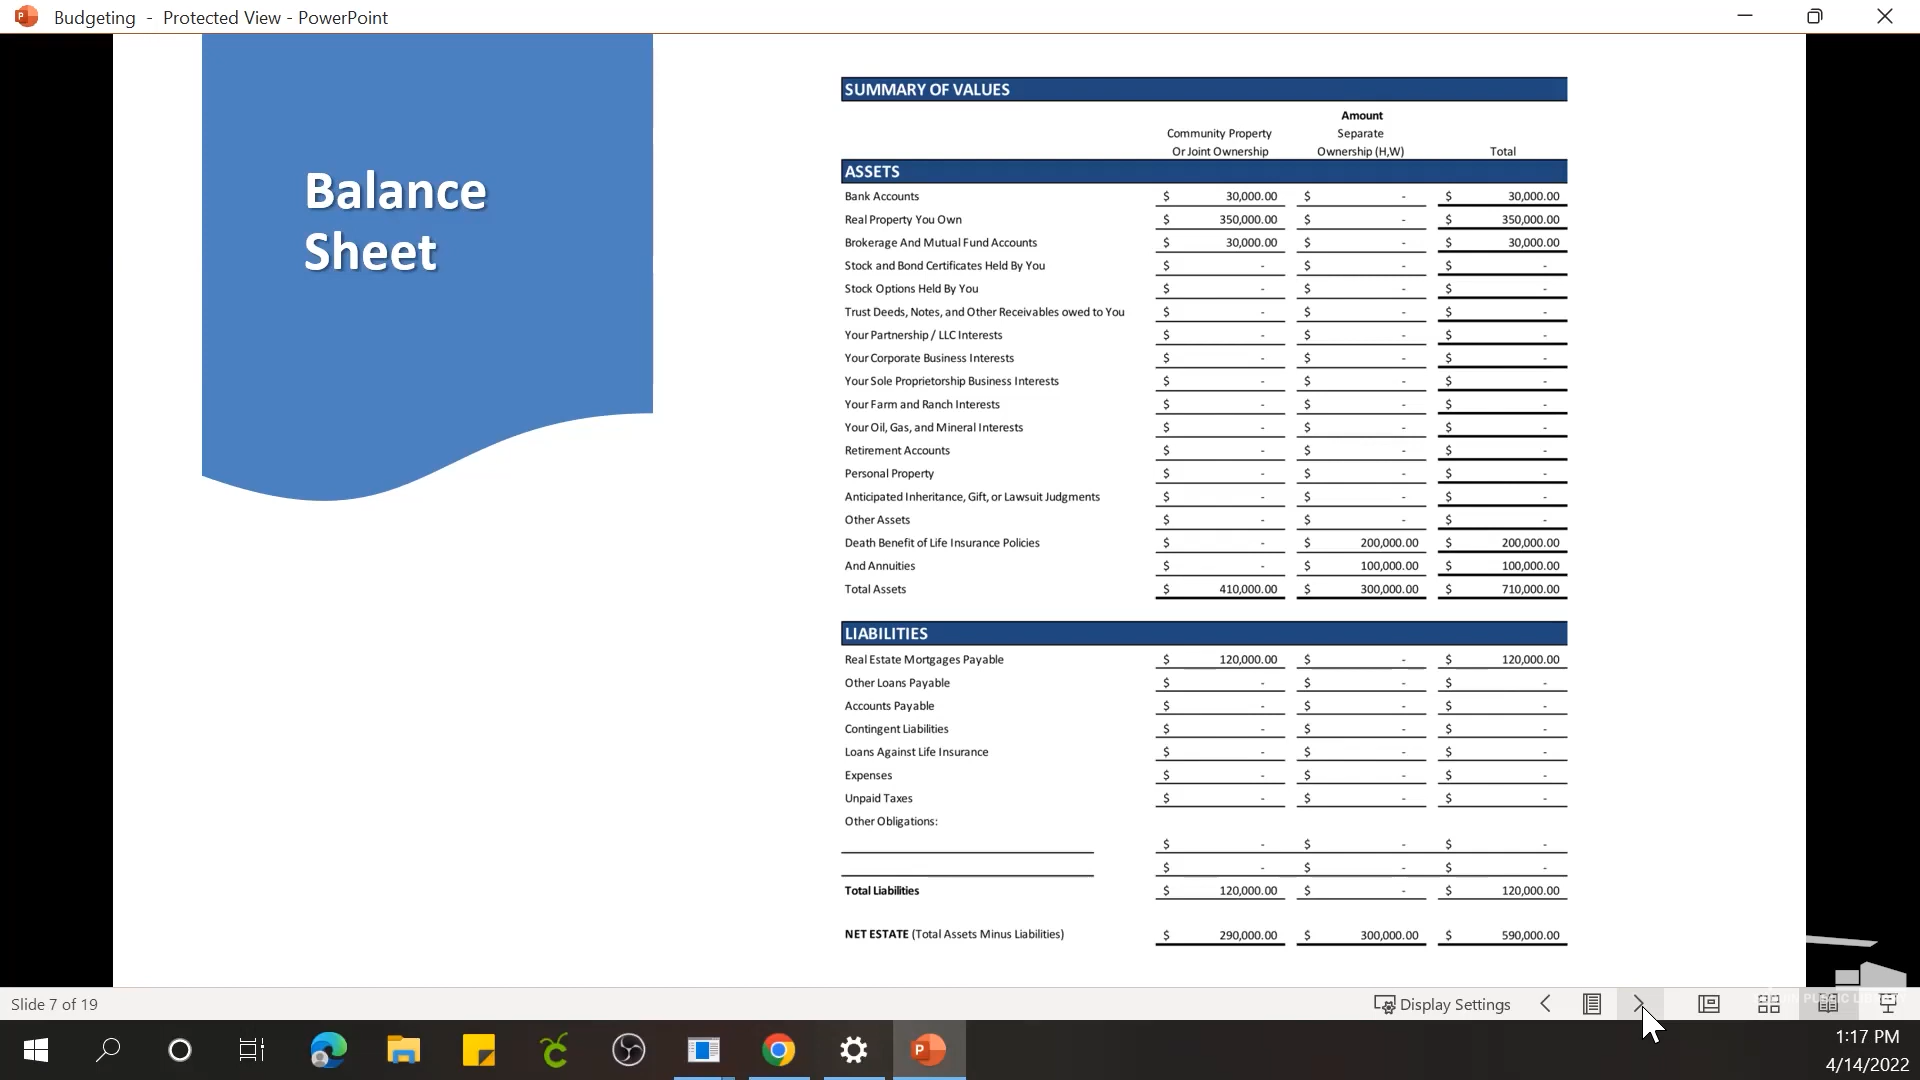 Budgeting - Protected View - PowerPoint
Balance
Sheet
SUMMARY OF VALUES
Amount
Community Property Separate
Or Joint Ownership Ownership (H,W) Total
ASSETS
Bank Accounts $ 30,000.00 $ - $ 30,000.00
Real Property You Own $ 350,000.00 $ - $ 350,000.00
Brokerage And Mutual Fund Accounts $ 30,000.00 $ - $ 30,000.00
Stock and Bond Certificates Held By You $ - $ - $ -
Stock Options Held By You $ - $ - $ -
Trust Deeds, Notes, and Other Receivables owed to You $ - $ - $ -
Your Partnership / LLC Interests $ - $ - $ -
Your Corporate Business Interests $ - $ - $ -
Your Sole Proprietorship Business Interests $ - $ - $ -
Your Farm and Ranch Interests $ - $ - $ -
Your Oil, Gas, and Mineral Interests $ - $ - $ -
Retirement Accounts $ - $ - $ -
Personal Property $ - $ - $ -
Anticipated Inheritance, Gift, or Lawsuit Judgments $ - $ - $ -
Other Assets $ - $ - $ -
Death Benefit of Life Insurance Policies $ - $ 200,000.00 $ 200,000.00
And Annuities $ - $ 100,000.00 $ 100,000.00
Total Assets $ 410,000.00 $ 300,000.00 $ 710,000.00
LIABILITIES
Real Estate Mortgages Payable $ 120,000.00 $ - $ 120,000.00
Other Loans Payable $ - $ - $ -
Accounts Payable $ - $ - $ -
Contingent Liabilities $ - $ - $ -
Loans Against Life Insurance $ - $ - $ -
Expenses $ - $ - $ -
Unpaid Taxes $ - $ - $ -
Other Obligations:
$ - $ - $ -
$ - $ - $ -
Total Liabilities $ 120,000.00 $ - $ 120,000.00
NET ESTATE (Total Assets Minus Liabilities) $ 290,000.00 $ 300,000.00 $ 590,000.00
Slide 7 of 19
Display Settings
1:17 PM
4/14/2022